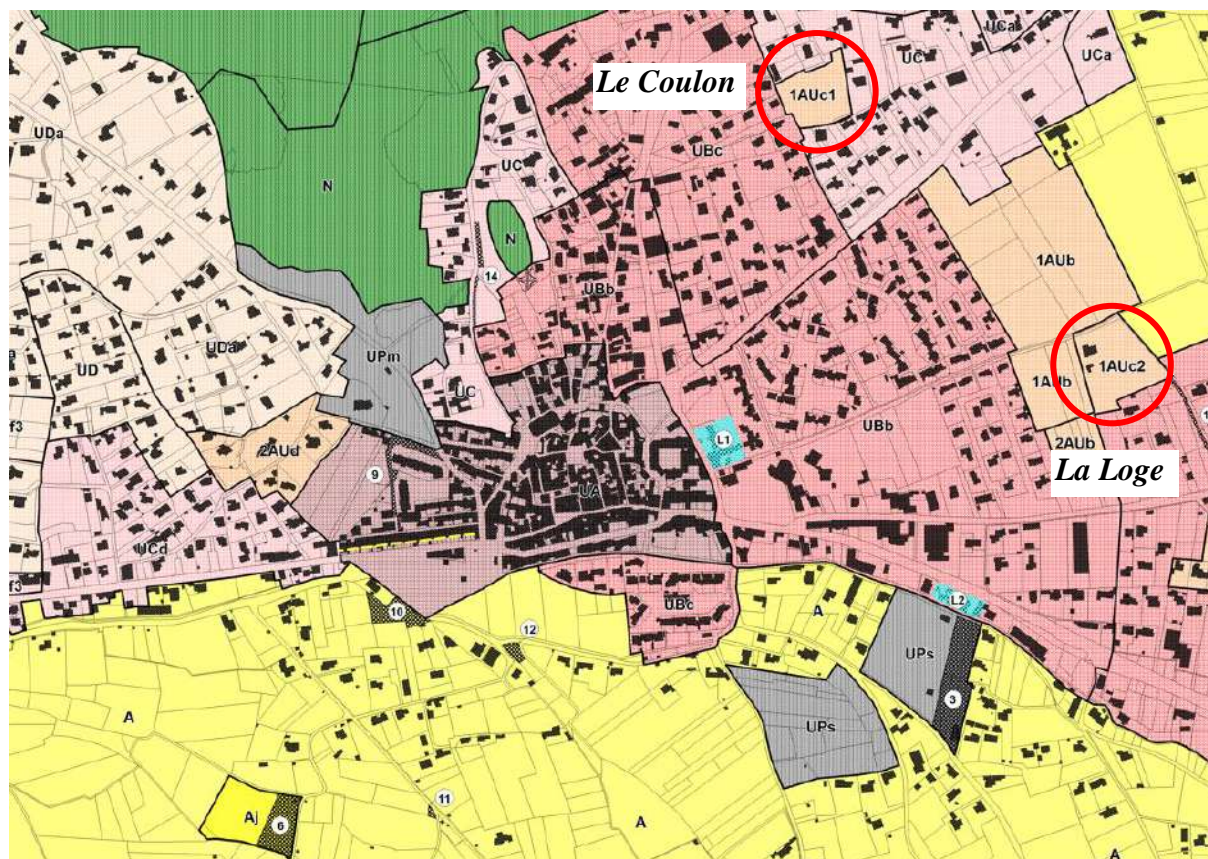 UCa
UC
UCa
Le Coulon
1AUc1
UDa
UBc
UC
N
N
1AUb
14
UBb
UDa
UPm
UD
1AUb
1AUc2
UC
f3
UBb
2AUb
2AUd
L1
9
La Loge
UA
UCd
f3
L2
UBc
10
A
12
UPs
A
3
UPs
11
Aj
6
A
A